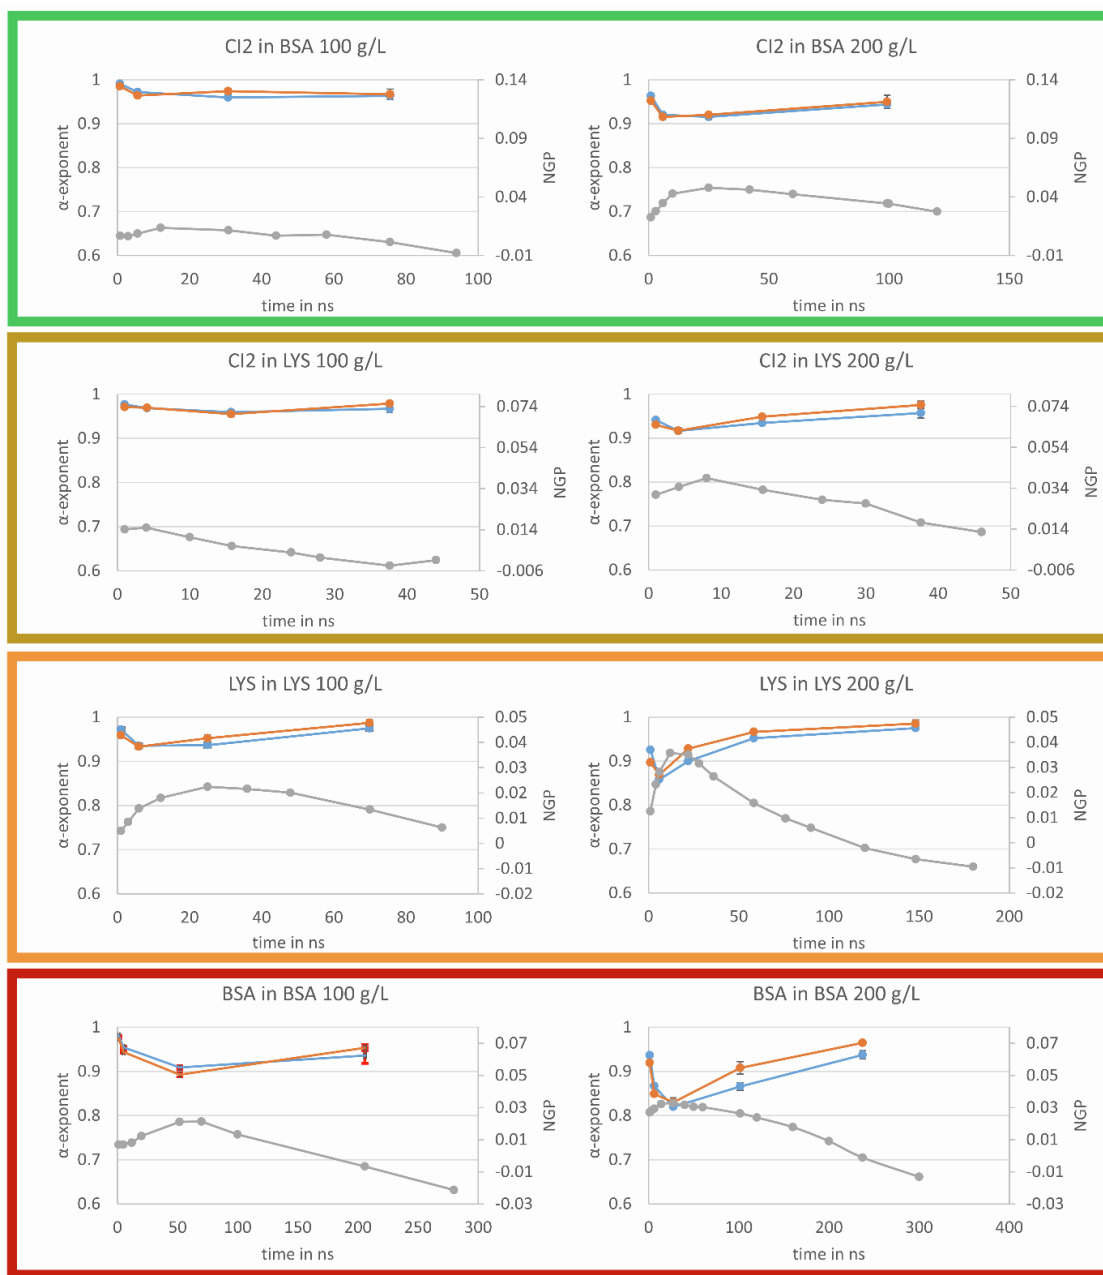 CI2 in BSA 100 g/L
CI2 in BSA 200 g/L
α-exponent
1
0.9
0.8
0.7
0.6
0.14
0.09
0.04
-0.01
NGP
0 20 40 60 80 100
time in ns
α-exponent
1
0.9
0.8
0.7
0.6
0.14
0.09
0.04
-0.01
NGP
0 50 100 150
time in ns
CI2 in LYS 100 g/L
CI2 in LYS 200 g/L
α-exponent
1
0.9
0.8
0.7
0.6
0.074
0.054
0.034
0.014
-0.006
NGP
0 10 20 30 40 50
time in ns
α-exponent
1
0.9
0.8
0.7
0.6
0.074
0.054
0.034
0.014
-0.006
NGP
0 10 20 30 40 50
time in ns
LYS in LYS 100 g/L
LYS in LYS 200 g/L
α-exponent
1
0.9
0.8
0.7
0.6
0.05
0.04
0.03
0.02
0.01
0
-0.01
-0.02
NGP
0 20 40 60 80 100
time in ns
α-exponent
1
0.9
0.8
0.7
0.6
0.05
0.04
0.03
0.02
0.01
0
-0.01
-0.02
NGP
0 50 100 150 200
time in ns
BSA in BSA 100 g/L
BSA in BSA 200 g/L
α-exponent
1
0.9
0.8
0.7
0.6
0.07
0.05
0.03
0.01
-0.01
-0.03
NGP
0 50 100 150 200 250 300
time in ns
α-exponent
1
0.9
0.8
0.7
0.6
0.07
0.05
0.03
0.01
-0.01
-0.03
NGP
0 100 200 300 400
time in ns